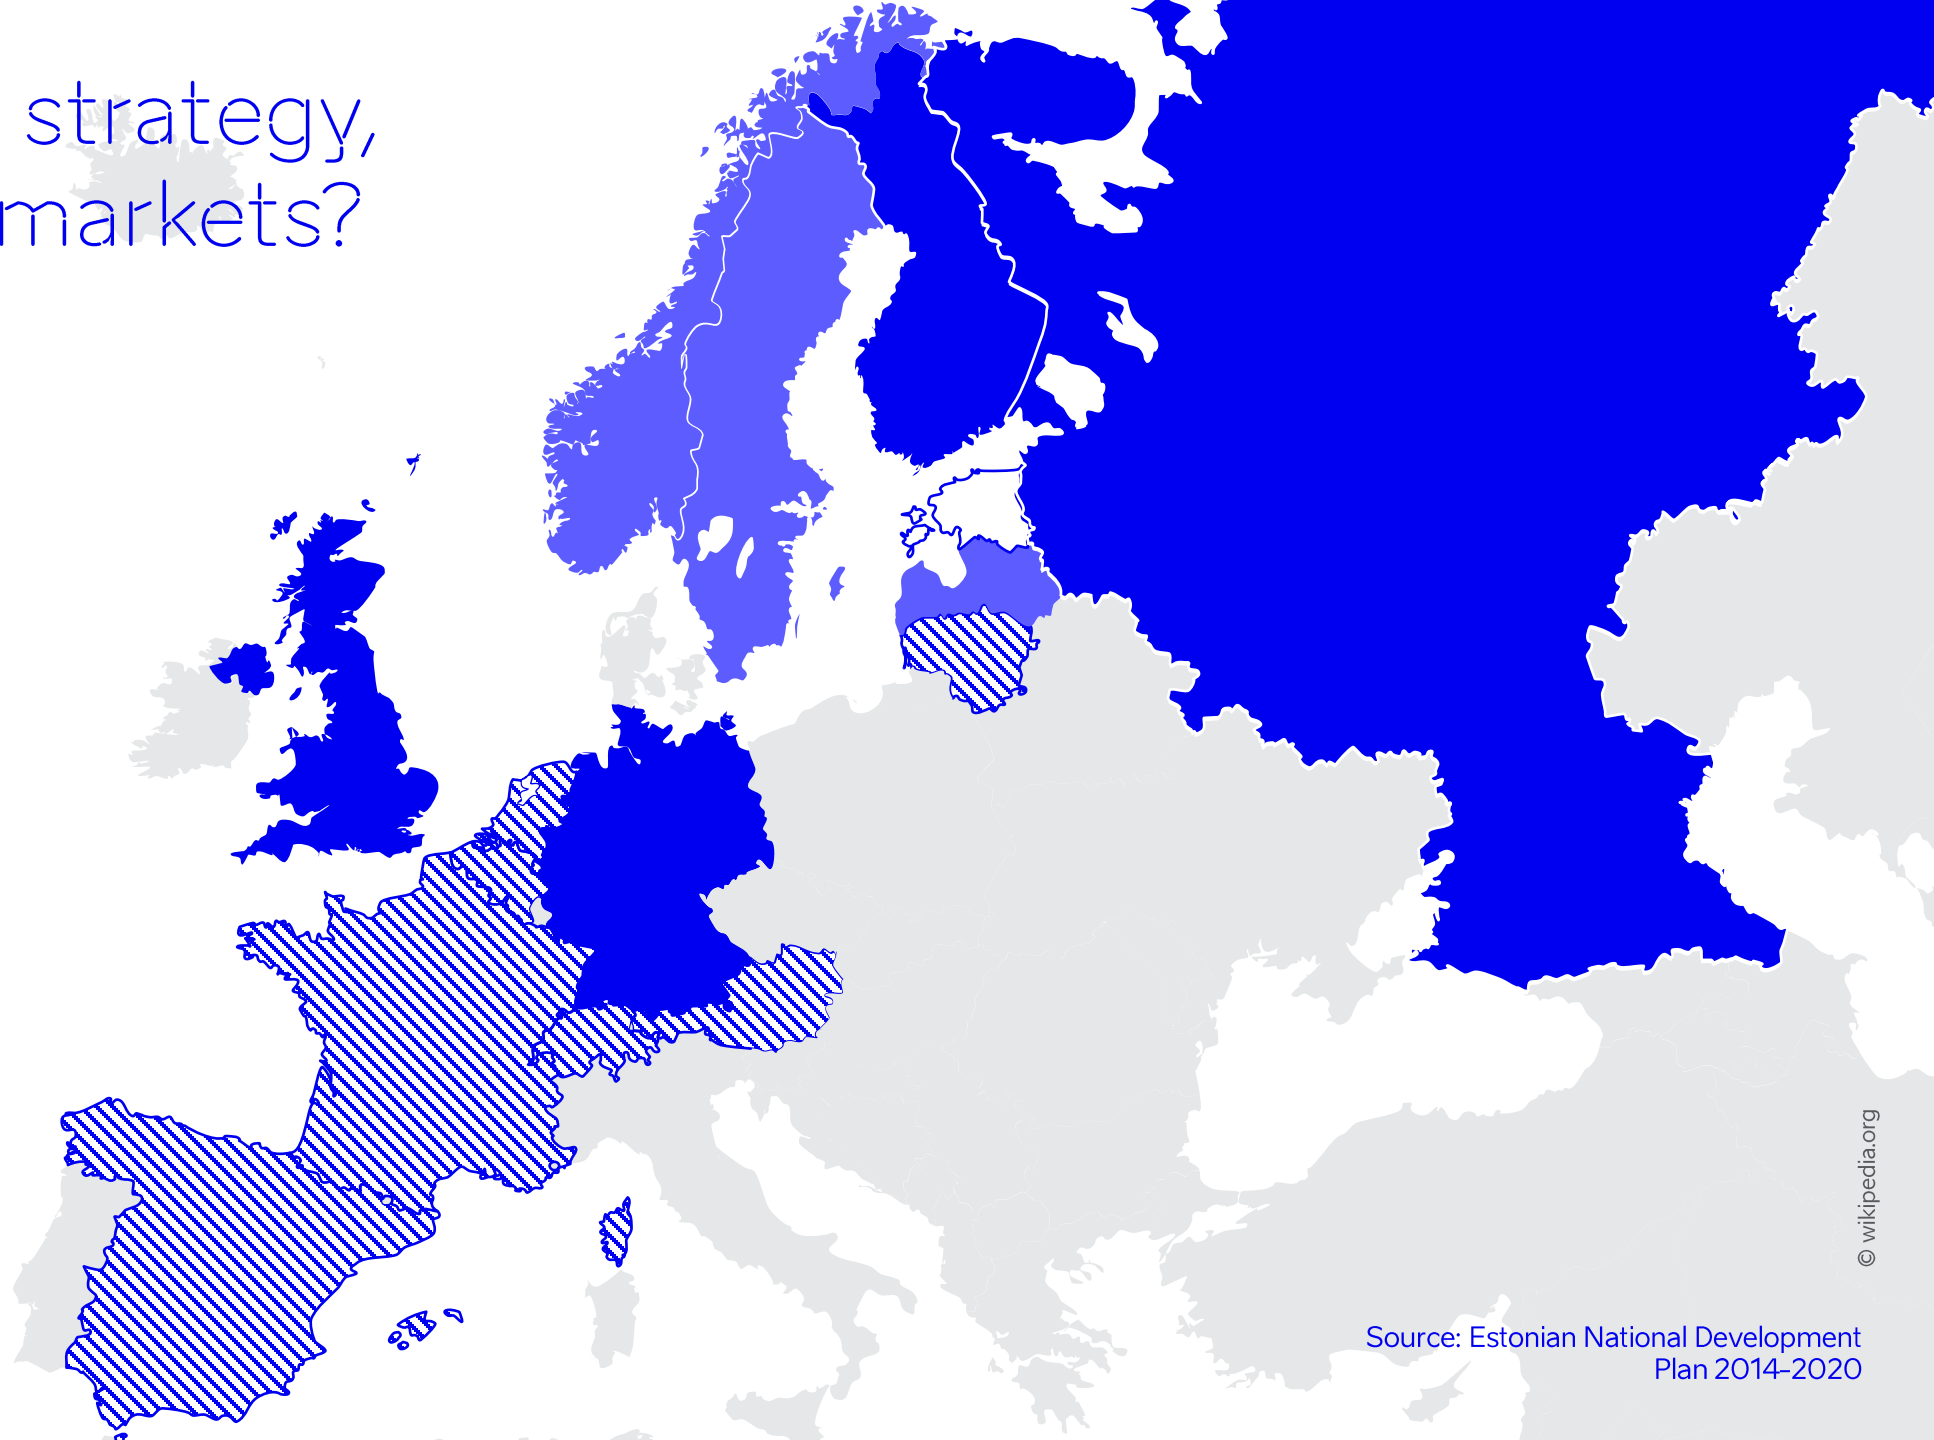 strategy,
markets?
© wikipedia.org
Source: Estonian National Development
Plan 2014-2020